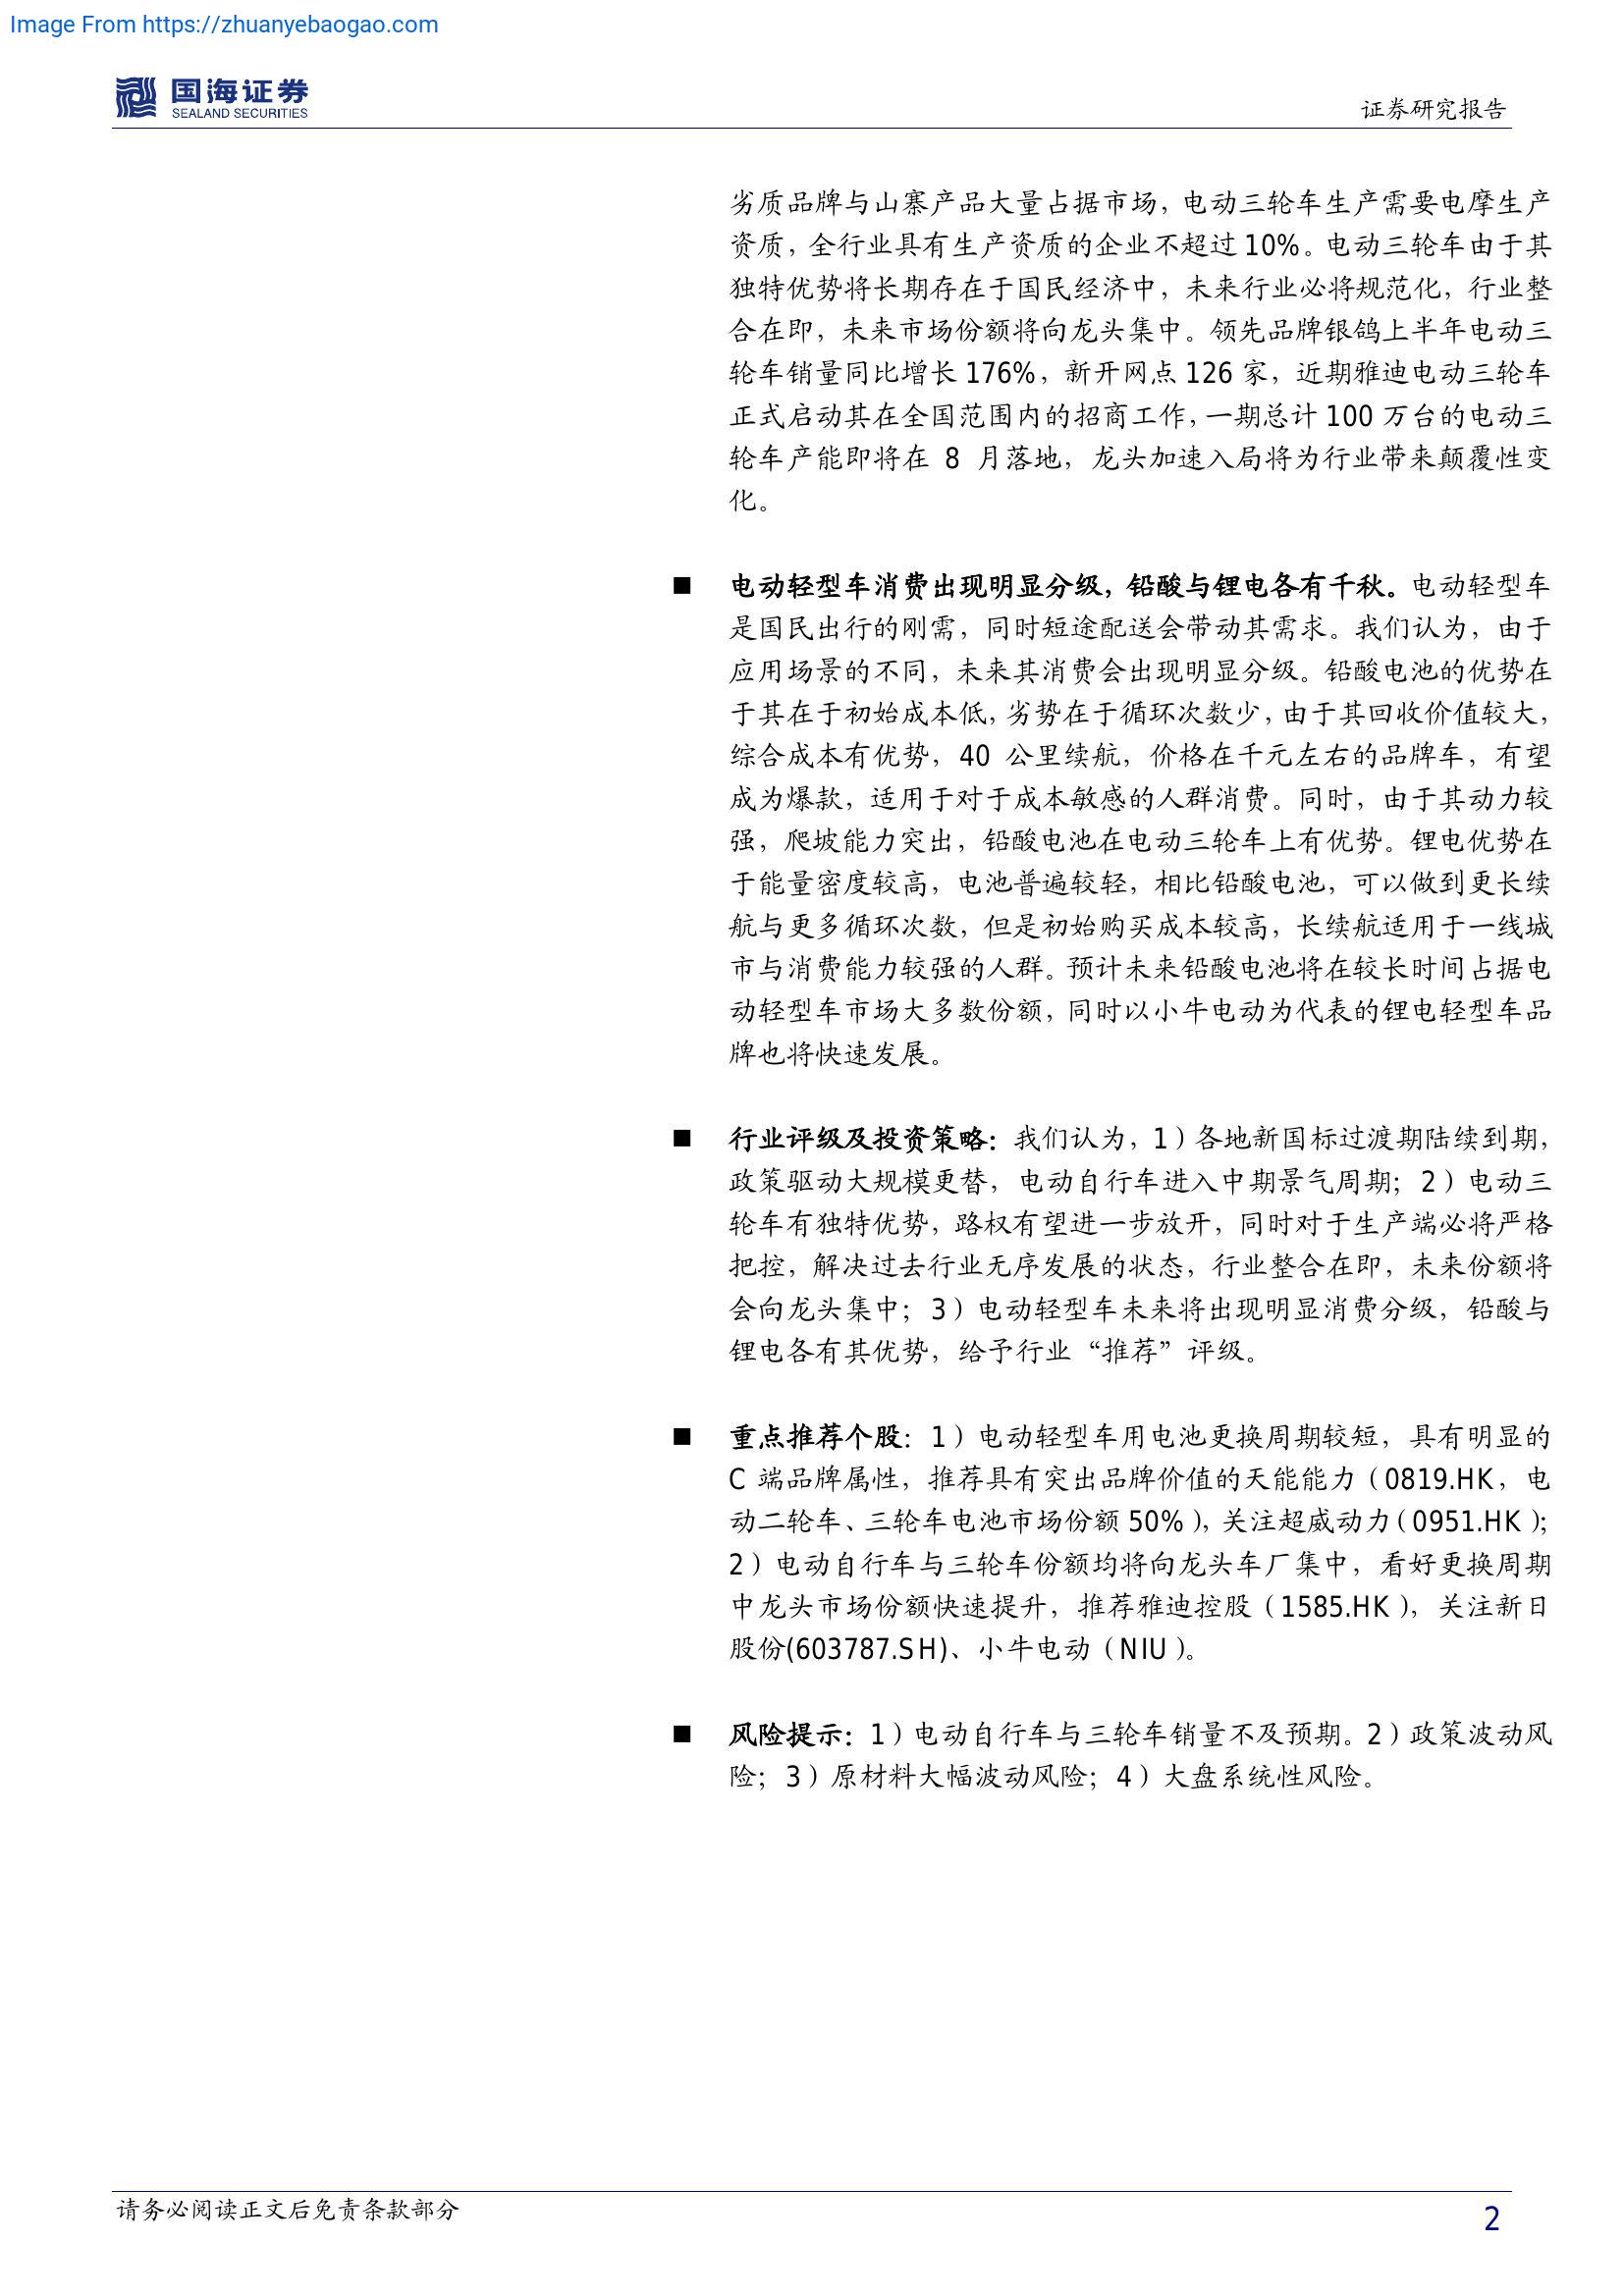 Image From https://zhuanyebaogao.com
国海证券
SEALAND SECURITIES
证券研究报告
劣质品牌与山寨产品大量占据市场，电动三轮车生产需要电摩生产
资质，全行业具有生产资质的企业不超过 10%。电动三轮车由于其
独特优势将长期存在于国民经济中，未来行业必将规范化，行业整
合在即，未来市场份额将向龙头集中。领先品牌银鸽上半年电动三
轮车销量同比增长 176%，新开网点 126 家，近期雅迪电动三轮车
正式启动其在全国范围内的招商工作，一期总计 100 万台的电动三
轮车产能即将在 8 月落地，龙头加速入局将为行业带来颠覆性变
化。
■ 电动轻型车消费出现明显分级，铅酸与锂电各有千秋。电动轻型车
是国民出行的刚需，同时短途配送会带动其需求。我们认为，由于
应用场景的不同，未来其消费会出现明显分级。铅酸电池的优势在
于其在于初始成本低，劣势在于循环次数少，由于其回收价值较大，
综合成本有优势，40 公里续航，价格在千元左右的品牌车，有望
成为爆款，适用于对于成本敏感的人群消费。同时，由于其动力较
强，爬坡能力突出，铅酸电池在电动三轮车上有优势。锂电优势在
于能量密度较高，电池普遍较轻，相比铅酸电池，可以做到更长续
航与更多循环次数，但是初始购买成本较高，长续航适用于一线城
市与消费能力较强的人群。预计未来铅酸电池将在较长时间占据电
动轻型车市场大多数份额，同时以小牛电动为代表的锂电轻型车品
牌也将快速发展。
■ 行业评级及投资策略：我们认为，1）各地新国标过渡期陆续到期，
政策驱动大规模更替，电动自行车进入中期景气周期；2）电动三
轮车有独特优势，路权有望进一步放开，同时对于生产端必将严格
把控，解决过去行业无序发展的状态，行业整合在即，未来份额将
会向龙头集中；3）电动轻型车未来将出现明显消费分级，铅酸与
锂电各有其优势，给予行业“推荐”评级。
■ 重点推荐个股：1）电动轻型车用电池更换周期较短，具有明显的
C 端品牌属性，推荐具有突出品牌价值的天能能力（0819.HK，电
动二轮车、三轮车电池市场份额 50%），关注超威动力（0951.HK）；
2）电动自行车与三轮车份额均将向龙头车厂集中，看好更换周期
中龙头市场份额快速提升，推荐雅迪控股（1585.HK），关注新日
股份(603787.SH)、小牛电动（NIU）。
■ 风险提示：1）电动自行车与三轮车销量不及预期。2）政策波动风
险；3）原材料大幅波动风险；4）大盘系统性风险。
请务必阅读正文后免责条款部分
2